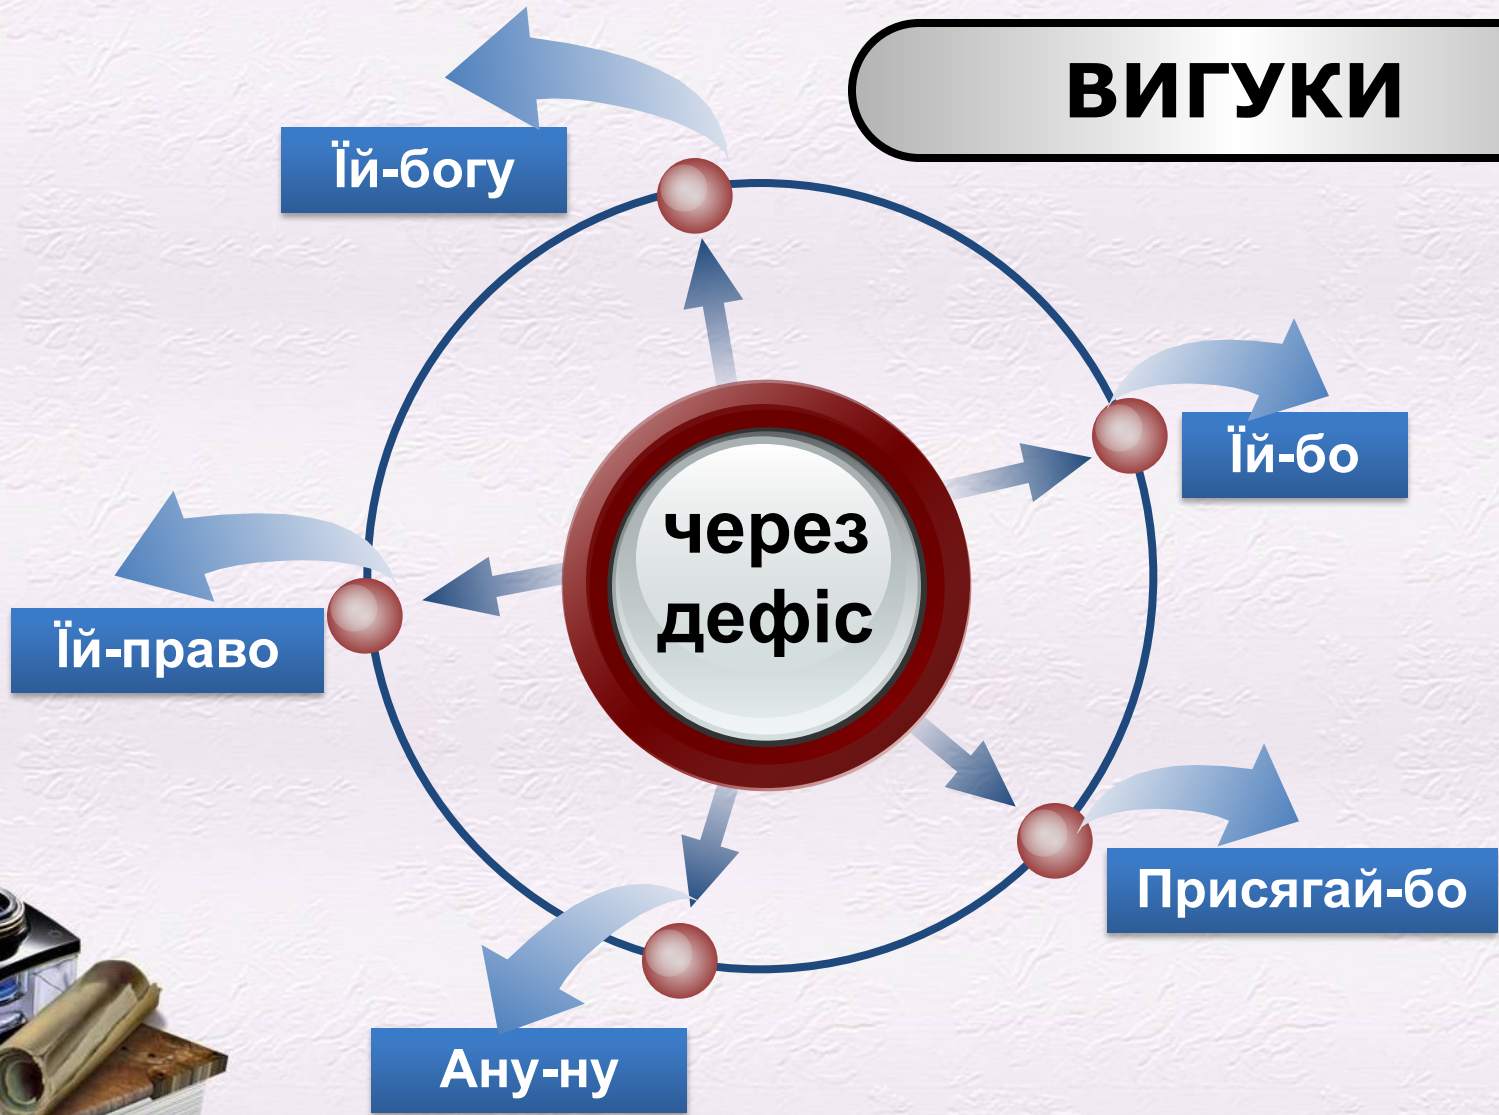 ВИГУКИ
Їй-богу
Їй-бо
через
дефіс
Їй-право
Присягай-бо
Ану-ну